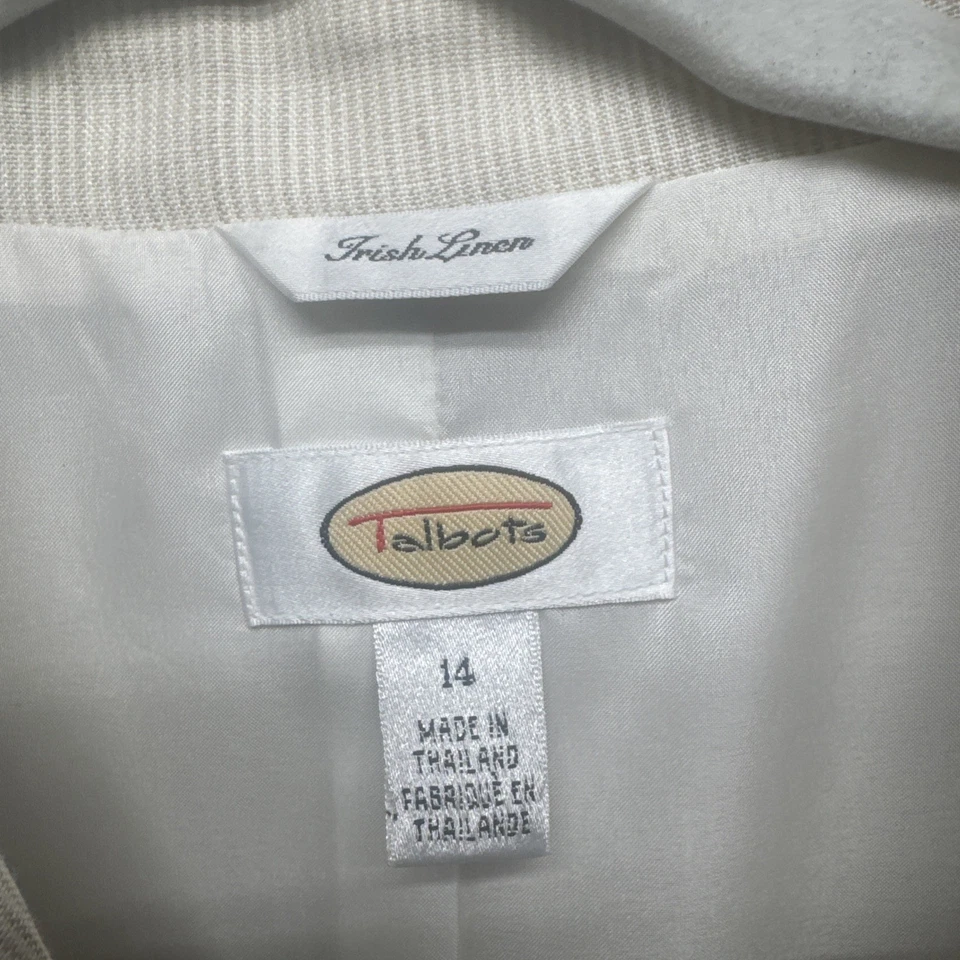 Irish Linen
Talbots
14
MADE IN
THAILAND
FABRIQUÉ EN
THAILANDE